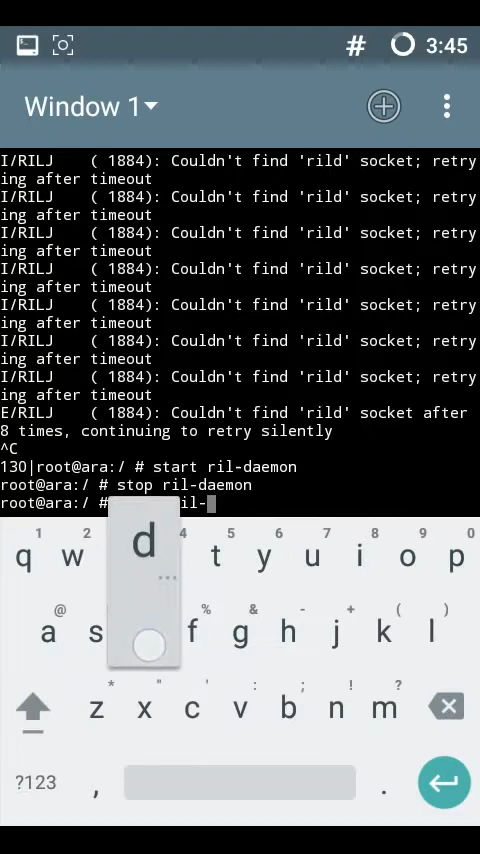 # 3:45
Window 1
I/RILJ    ( 1884): Couldn't find 'rild' socket; retry
ing after timeout
I/RILJ    ( 1884): Couldn't find 'rild' socket; retry
ing after timeout
I/RILJ    ( 1884): Couldn't find 'rild' socket; retry
ing after timeout
I/RILJ    ( 1884): Couldn't find 'rild' socket; retry
ing after timeout
I/RILJ    ( 1884): Couldn't find 'rild' socket; retry
ing after timeout
I/RILJ    ( 1884): Couldn't find 'rild' socket; retry
ing after timeout
I/RILJ    ( 1884): Couldn't find 'rild' socket; retry
ing after timeout
E/RILJ    ( 1884): Couldn't find 'rild' socket after
8 times, continuing to retry silently
^C
130|root@ara:/ # start ril-daemon
root@ara:/ # stop ril-daemon
root@ara:/ # il-
d
...
1 2 4 5 6 7 8 9 0
q w t y u i o p
@ % & - + ( )
a s f g h j k l
* " ' : ; ! ?
z x c v b n m
?123 , .